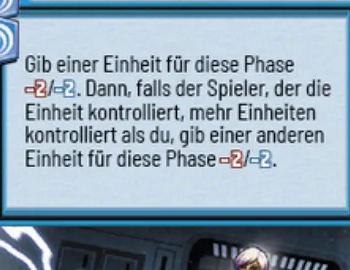 Gib einer Einheit für diese Phase
-2/-2. Dann, falls der Spieler, der die
Einheit kontrolliert, mehr Einheiten
kontrolliert als du, gib einer anderen
Einheit für diese Phase -2/-2.